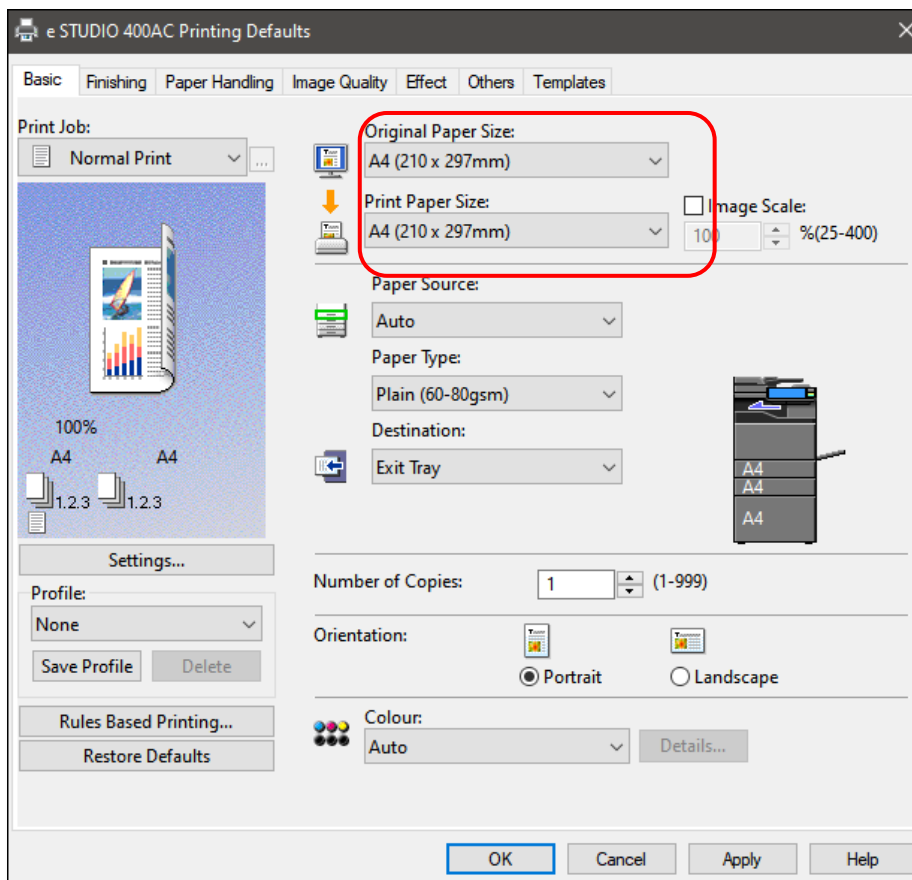 e STUDIO 400AC Printing Defaults
Basic Finishing Paper Handling Image Quality Effect Others Templates
Print Job:
Normal Print
...
Original Paper Size:
A4 (210 x 297mm)
Print Paper Size:
A4 (210 x 297mm)
Image Scale:
100 %(25-400)
100%
A4 A4
1.2.3 1.2.3
Settings...
Profile:
None
Save Profile Delete
Rules Based Printing...
Restore Defaults
Paper Source:
Auto
Paper Type:
Plain (60-80gsm)
Destination:
Exit Tray
A4
A4
A4
Number of Copies: 1 (1-999)
Orientation:
Portrait Landscape
Colour:
Auto Details...
OK Cancel Apply Help